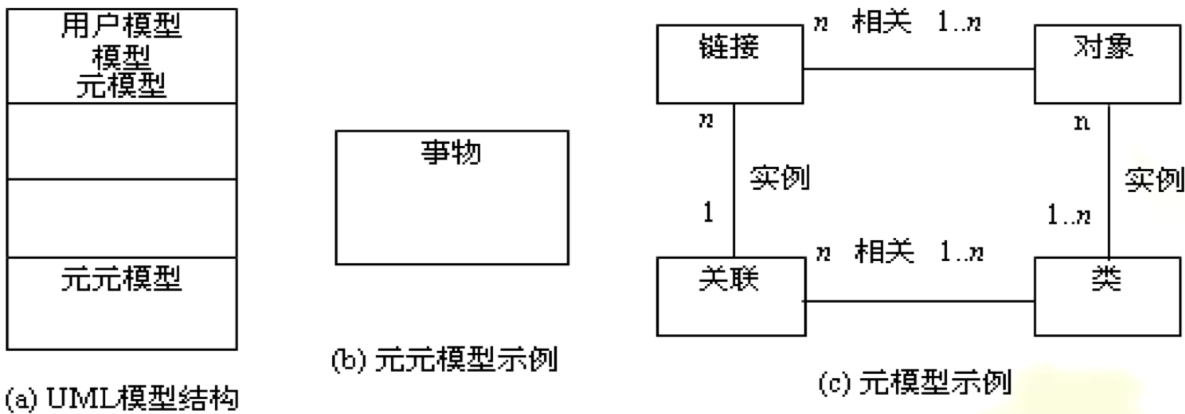 用户模型
模型
元模型
元元模型
(a) UML模型结构
事物
(b) 元元模型示例
链接
n 相关 1..n
对象
n
实例
1
n
实例
1..n
关联
n 相关 1..n
类
(c) 元模型示例